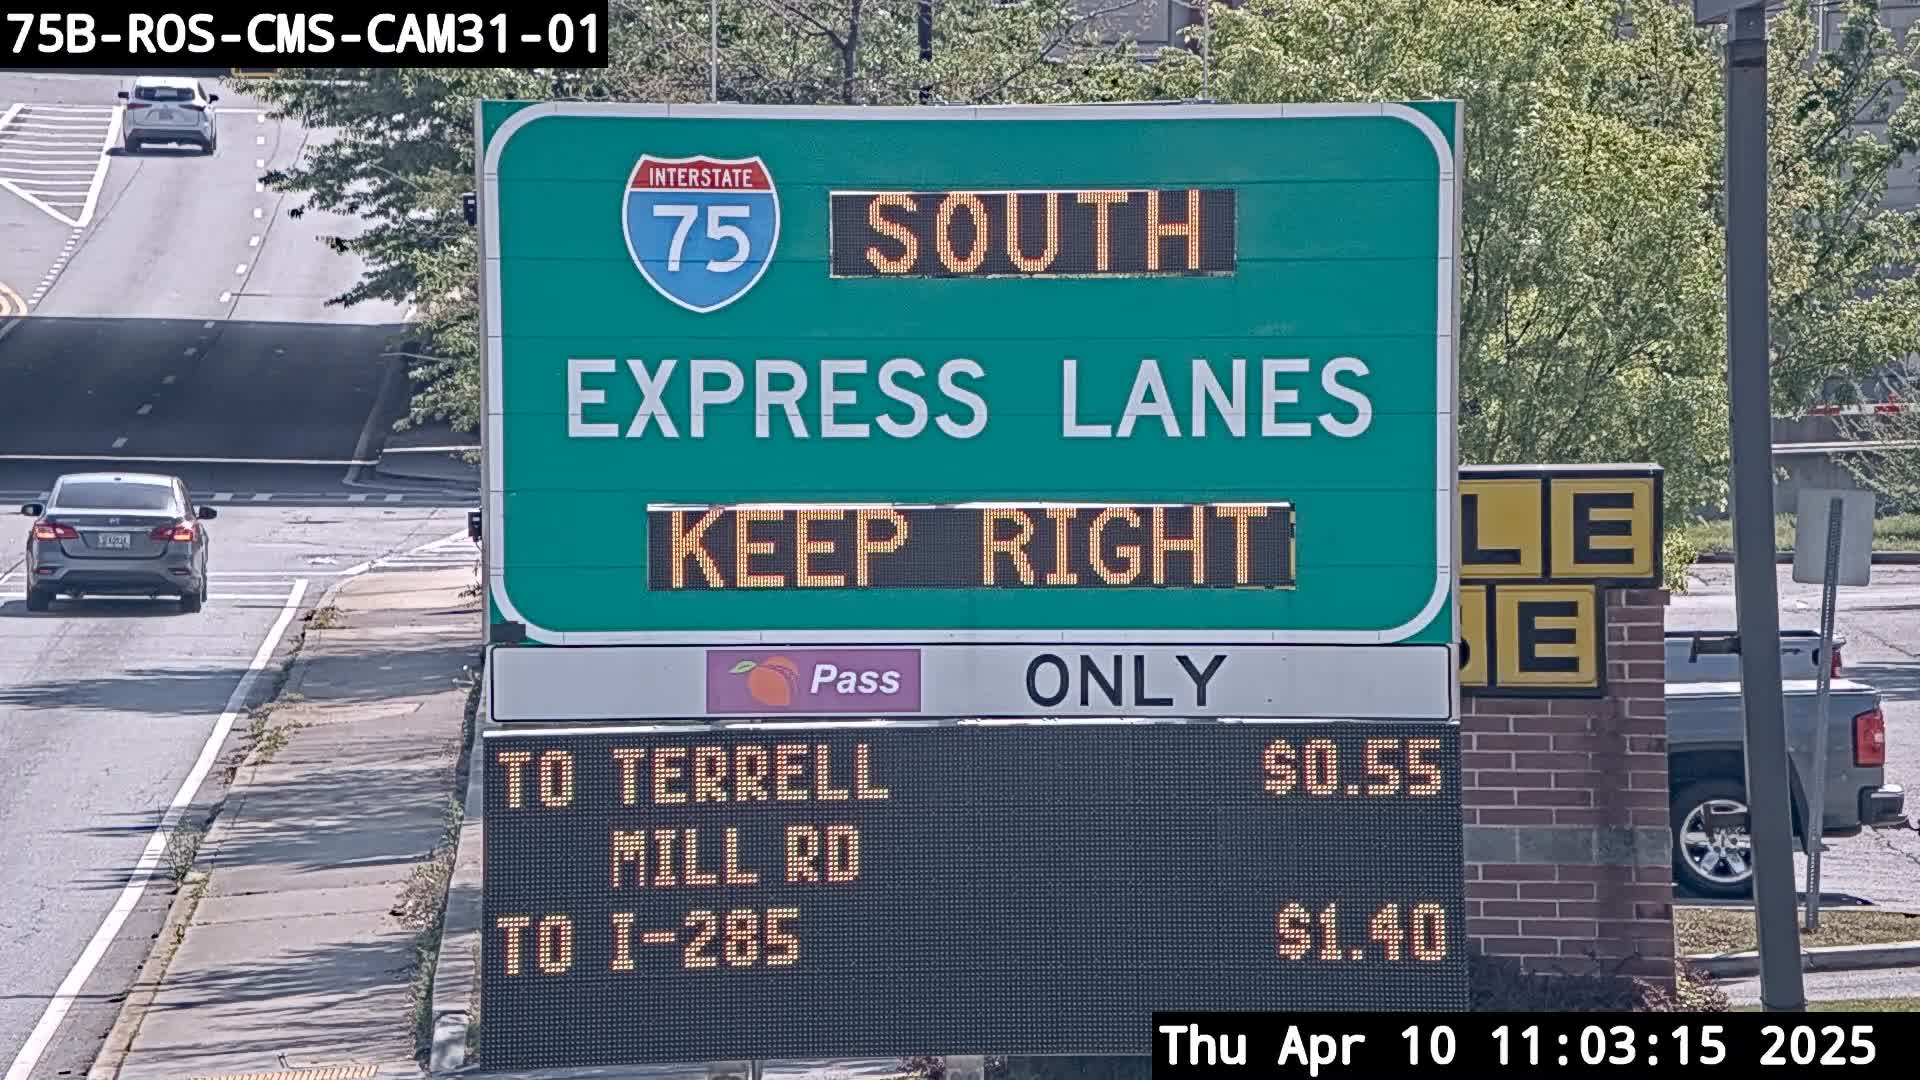 75B-ROS-CMS-CAM31-01
INTERSTATE
75
SOUTH
EXPRESS LANES
KEEP RIGHT
Pass ONLY
TO TERRELL $0.55
MILL RD
TO I-285 $1.40
LE
E
Thu Apr 10 11:03:15 2025